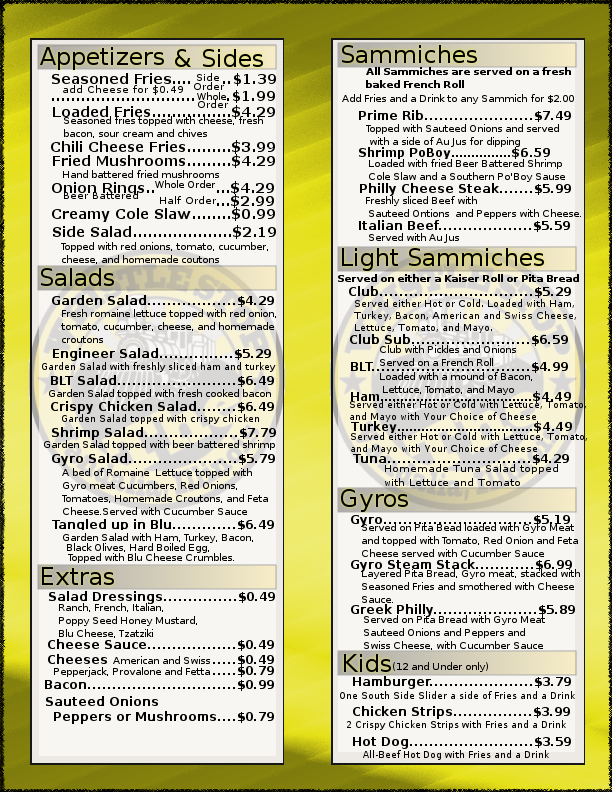 Appetizers & Sides
Seasoned Fries.... Side Order ..$1.39
add Cheese for $0.49
............................ Whole Order .$1.99
Loaded Fries..............$4.29
Seasoned fries topped with cheese, fresh
bacon, sour cream and chives
Chili Cheese Fries........$3.99
Fried Mushrooms........$4.29
Hand battered fried mushrooms
Onion Rings.. Whole Order...$4.29
Beer Battered Half Order...$2.99
Creamy Cole Slaw.......$0.99
Side Salad..................$2.19
Topped with red onions, tomato, cucumber,
cheese, and homemade coutons
Salads
Garden Salad................$4.29
Fresh romaine lettuce topped with red onion,
tomato, cucumber, cheese, and homemade
croutons
Engineer Salad.............$5.29
Garden Salad with freshly sliced ham and turkey
BLT Salad.....................$6.49
Garden Salad topped with fresh cooked bacon
Crispy Chicken Salad.......$6.49
Garden Salad topped with crispy chicken
Shrimp Salad.................$7.79
Garden Salad topped with beer battered shrimp
Gyro Salad...................$5.79
A bed of Romaine Lettuce topped with
Gyro meat Cucumbers, Red Onions,
Tomatoes, Homemade Croutons, and Feta
Cheese.Served with Cucumber Sauce
Tangled up in Blu...........$6.49
Garden Salad with Ham, Turkey, Bacon,
Black Olives, Hard Boiled Egg,
Topped with Blu Cheese Crumbles.
Extras
Salad Dressings..............$0.49
Ranch, French, Italian,
Poppy Seed Honey Mustard,
Blu Cheese, Tzatziki
Cheese Sauce................$0.49
Cheeses American and Swiss....$0.49
Pepperjack, Provalone and Fetta....$0.79
Bacon...........................$0.99
Sauteed Onions
Peppers or Mushrooms....$0.79
Sammiches
All Sammiches are served on a fresh
baked French Roll
Add Fries and a Drink to any Sammich for $2.00
Prime Rib.....................$7.49
Topped with Sauteed Onions and served
with a side of Au Jus for dipping
Shrimp PoBoy..............$6.59
Loaded with fried Beer Battered Shrimp
Cole Slaw and a Southern Po'Boy Sause
Philly Cheese Steak.......$5.99
Freshly sliced Beef with
Sauteed Ontions and Peppers with Cheese.
Italian Beef..................$5.59
Served with Au Jus
Light Sammiches
Served on either a Kaiser Roll or Pita Bread
Club............................$5.29
Served either Hot or Cold. Loaded with Ham,
Turkey, Bacon, American and Swiss Cheese,
Lettuce, Tomato, and Mayo.
Club Sub.....................$6.59
Club with Pickles and Onions
Served on a French Roll
BLT............................$4.99
Loaded with a mound of Bacon,
Lettuce, Tomato, and Mayo
Ham...........................$4.49
Served either Hot or Cold with Lettuce, Tomato,
and Mayo with Your Choice of Cheese
Turkey........................$4.49
Served either Hot or Cold with Lettuce, Tomato,
and Mayo with Your Choice of Cheese
Tuna..........................$4.29
Homemade Tuna Salad topped
with Lettuce and Tomato
Gyros
Gyro...........................$5.19
Served on Pita Bead loaded with Gyro Meat
and topped with Tomato, Red Onion and Feta
Cheese served with Cucumber Sauce
Gyro Steam Stack...........$6.99
Layered Pita Bread, Gyro meat, stacked with
Seasoned Fries and smothered with Cheese
Sauce.
Greek Philly...................$5.89
Served on Pita Bread with Gyro Meat
Sauteed Onions and Peppers and
Swiss Cheese, with Cucumber Sauce
Kids(12 and Under only)
Hamburger...................$3.79
One South Side Slider a side of Fries and a Drink
Chicken Strips...............$3.99
2 Crispy Chicken Strips with Fries and a Drink
Hot Dog.......................$3.59
All-Beef Hot Dog with Fries and a Drink